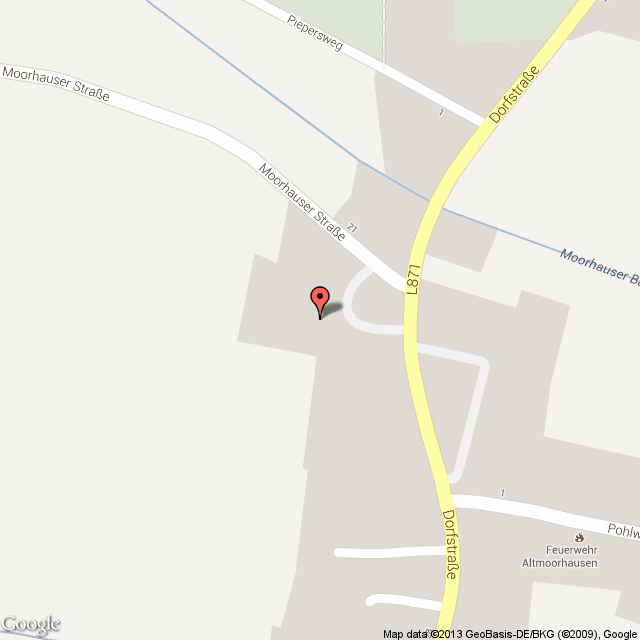 Piepersweg
Moorhauser Straße
Dorfstraße
1
Moorhauser Straße
21
Moorhauser Ba
L871
1
Dorfstraße
Pohlw
Feuerwehr
Altmoorhausen
Google
Map data ©2013 GeoBasis-DE/BKG (©2009), Google